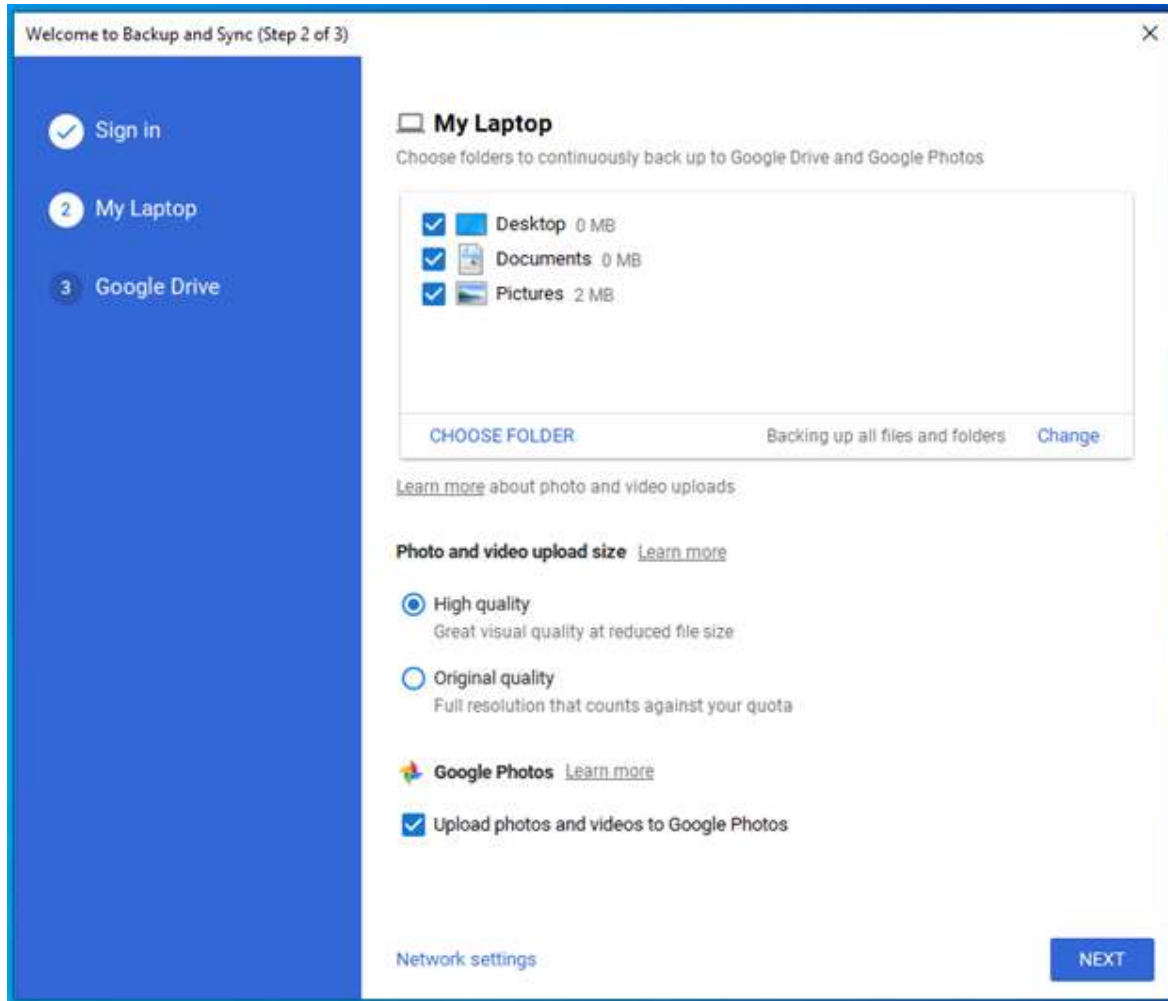 Welcome to Backup and Sync (Step 2 of 3)
Sign in
2 My Laptop
3 Google Drive
My Laptop
Choose folders to continuously back up to Google Drive and Google Photos
Desktop 0 MB
Documents 0 MB
Pictures 2 MB
CHOOSE FOLDER Backing up all files and folders Change
Learn more about photo and video uploads
Photo and video upload size Learn more
High quality
Great visual quality at reduced file size
Original quality
Full resolution that counts against your quota
Google Photos Learn more
Upload photos and videos to Google Photos
Network settings NEXT